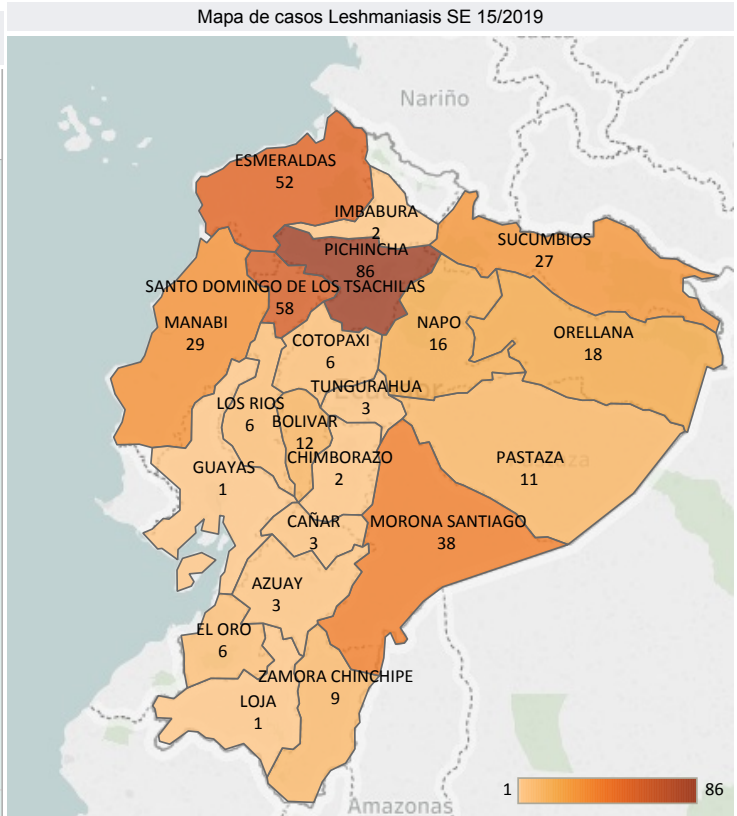 Mapa de casos Leshmaniasis SE 15/2019
Nariño
ESMERALDAS
52
IMBABURA
2
PICHINCHA
86
SUCUMBIOS
27
SANTO DOMINGO DE LOS TSACHILAS
58
MANABI
29
NAPO
16
ORELLANA
18
COTOPAXI
6
TUNGURAHUA
3
Ecuador
LOS RIOS
6
BOLIVAR
12
CHIMBORAZO
2
GUAYAS
1
PASTAZA
11
CAÑAR
3
MORONA SANTIAGO
38
AZUAY
3
EL ORO
6
ZAMORA CHINCHIPE
9
LOJA
1
1
86
Amazonas